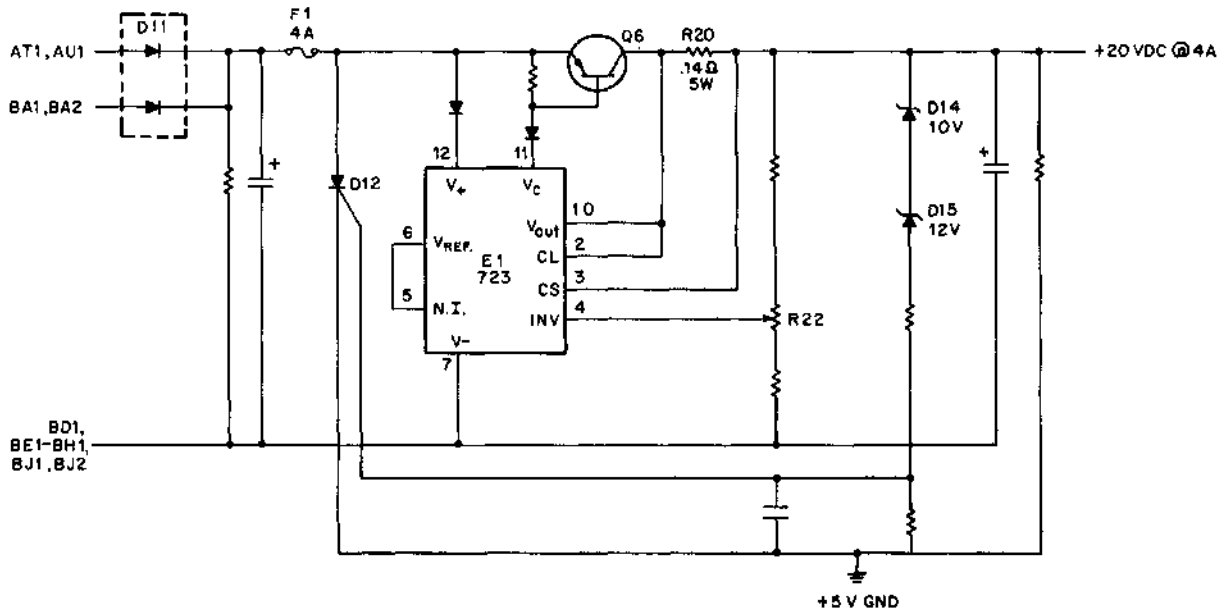 D11
F1
4A
Q6
R20
.14Ω
5W
AT1, AU1
+20 VDC @ 4A
BA1, BA2
D14
10V
+
+
12
11
D12
V+
VC
D15
12V
10
VOUT
6
VREF.
2
CL
E1
723
3
CS
5
N.I.
4
INV
R22
V-
7
BD1,
BE1-BH1,
BJ1, BJ2
+5 V GND